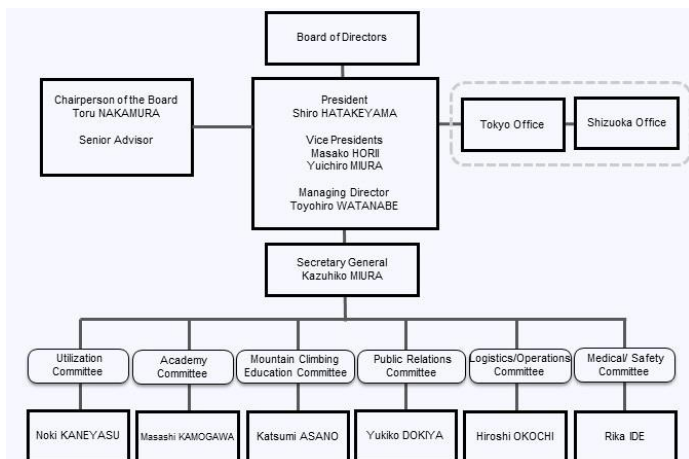 Board of Directors
Chairperson of the Board
Toru NAKAMURA
Senior Advisor
President
Shiro HATAKEYAMA
Vice Presidents
Masako HORII
Yuichiro MIURA
Managing Director
Toyohiro WATANABE
Tokyo Office
Shizuoka Office
Secretary General
Kazuhiko MIURA
Utilization
Committee
Academy
Committee
Mountain Climbing
Education Committee
Public Relations
Committee
Logistics/Operations
Committee
Medical/ Safety
Committee
Noki KANEYASU
Masashi KAMOGAWA
Katsumi ASANO
Yukiko DOKIYA
Hiroshi OKOCHI
Rika IDE